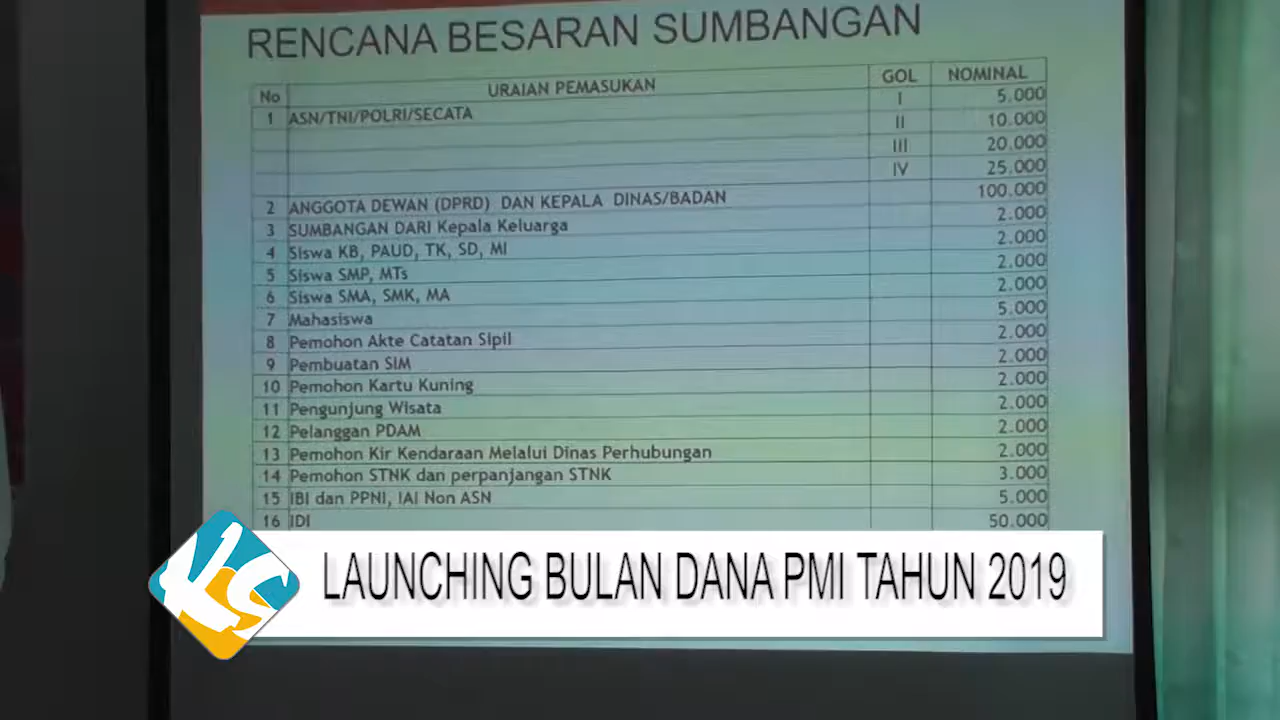 RENCANA BESARAN SUMBANGAN
No URAIAN PEMASUKAN GOL NOMINAL
1 ASN/TNI/POLRI/SECATA I 5.000
II 10.000
III 20.000
IV 25.000
2 ANGGOTA DEWAN (DPRD) DAN KEPALA DINAS/BADAN 100.000
3 SUMBANGAN DARI Kepala Keluarga 2.000
4 Siswa KB, PAUD, TK, SD, MI 2.000
5 Siswa SMP, MTs 2.000
6 Siswa SMA, SMK, MA 2.000
7 Mahasiswa 5.000
8 Pemohon Akte Catatan Sipil 2.000
9 Pembuatan SIM 2.000
10 Pemohon Kartu Kuning 2.000
11 Pengunjung Wisata 2.000
12 Pelanggan PDAM 2.000
13 Pemohon Kir Kendaraan Melalui Dinas Perhubungan 2.000
14 Pemohon STNK dan perpanjangan STNK 3.000
15 IBI dan PPNI, IAI Non ASN 5.000
16 IDI 50.000
KS
LAUNCHING BULAN DANA PMI TAHUN 2019